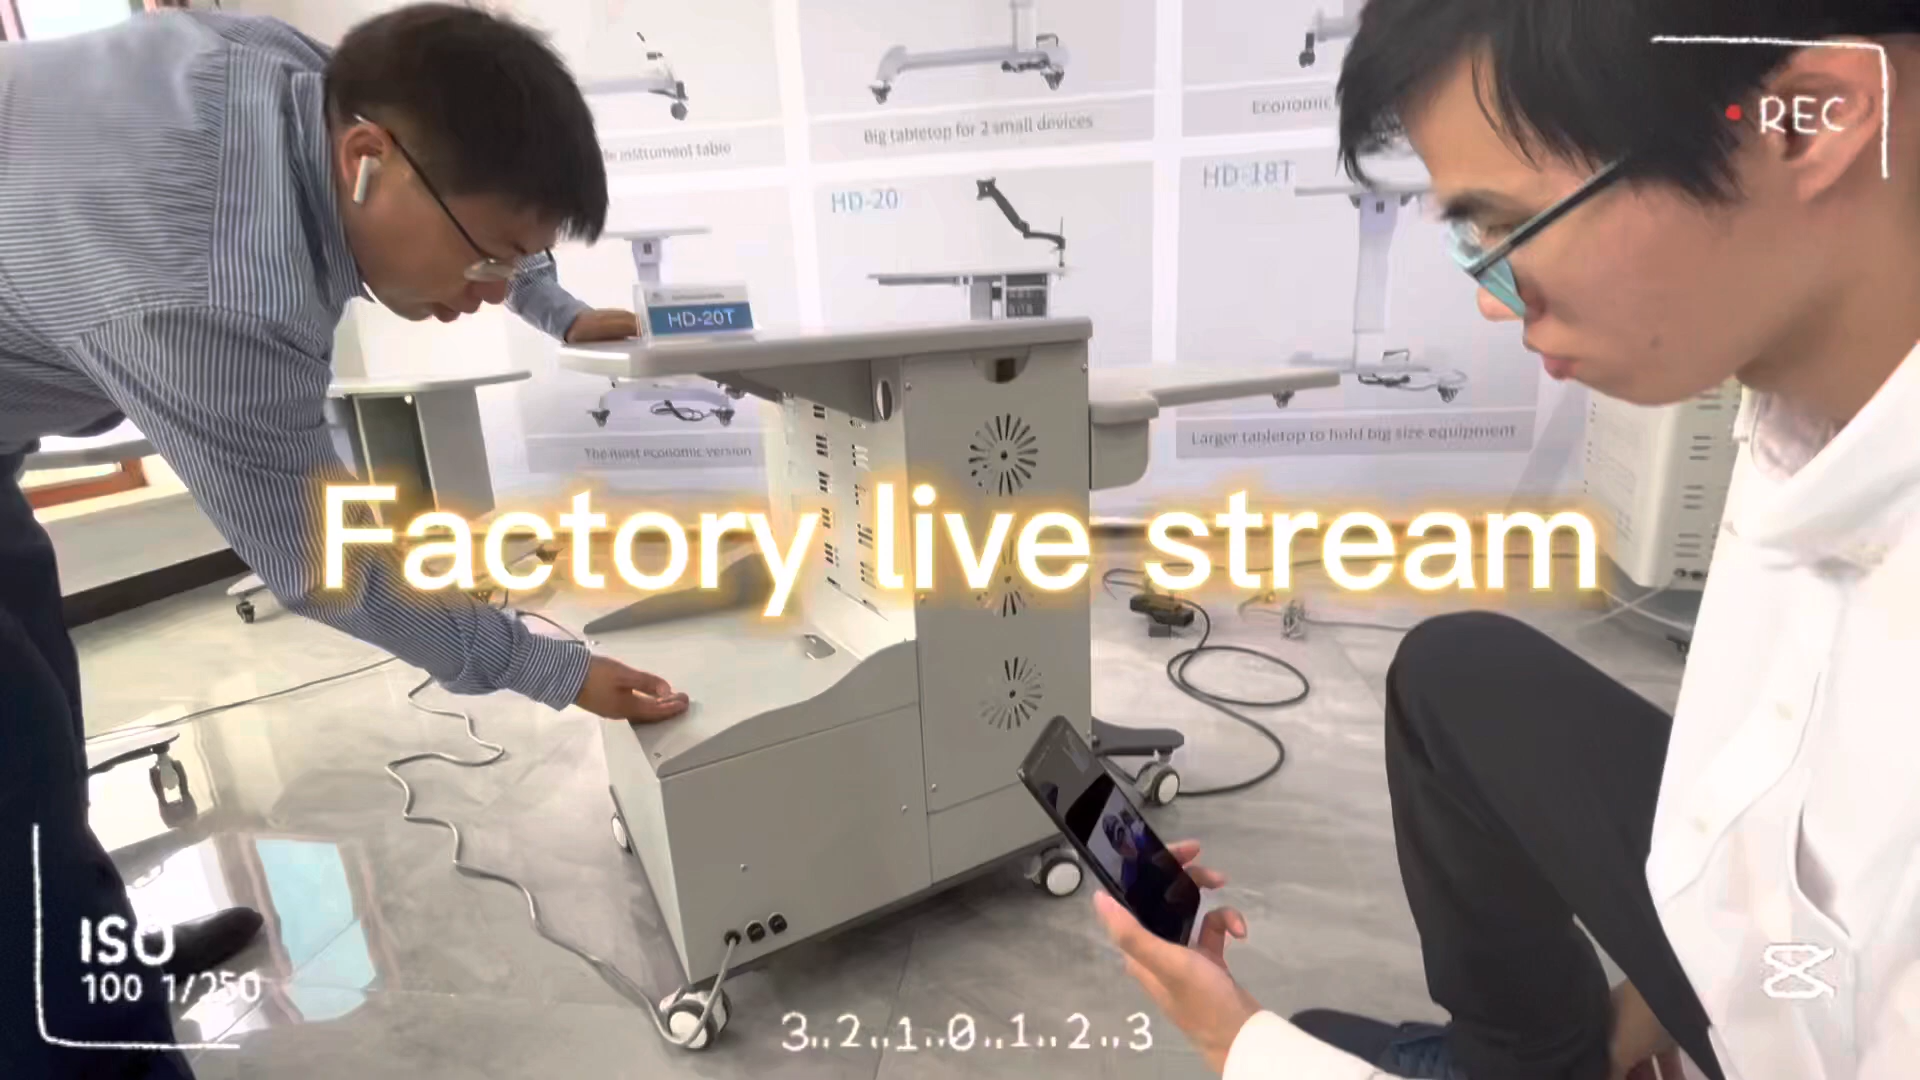 REC
Big tabletop for 2 small devices
Economic
instrument table
HD-20
HD-18T
HD-20T
The most economic version
Larger tabletop to hold big size equipment
Factory live stream
ISO
100 1/250
3..2..1..0..1..2..3